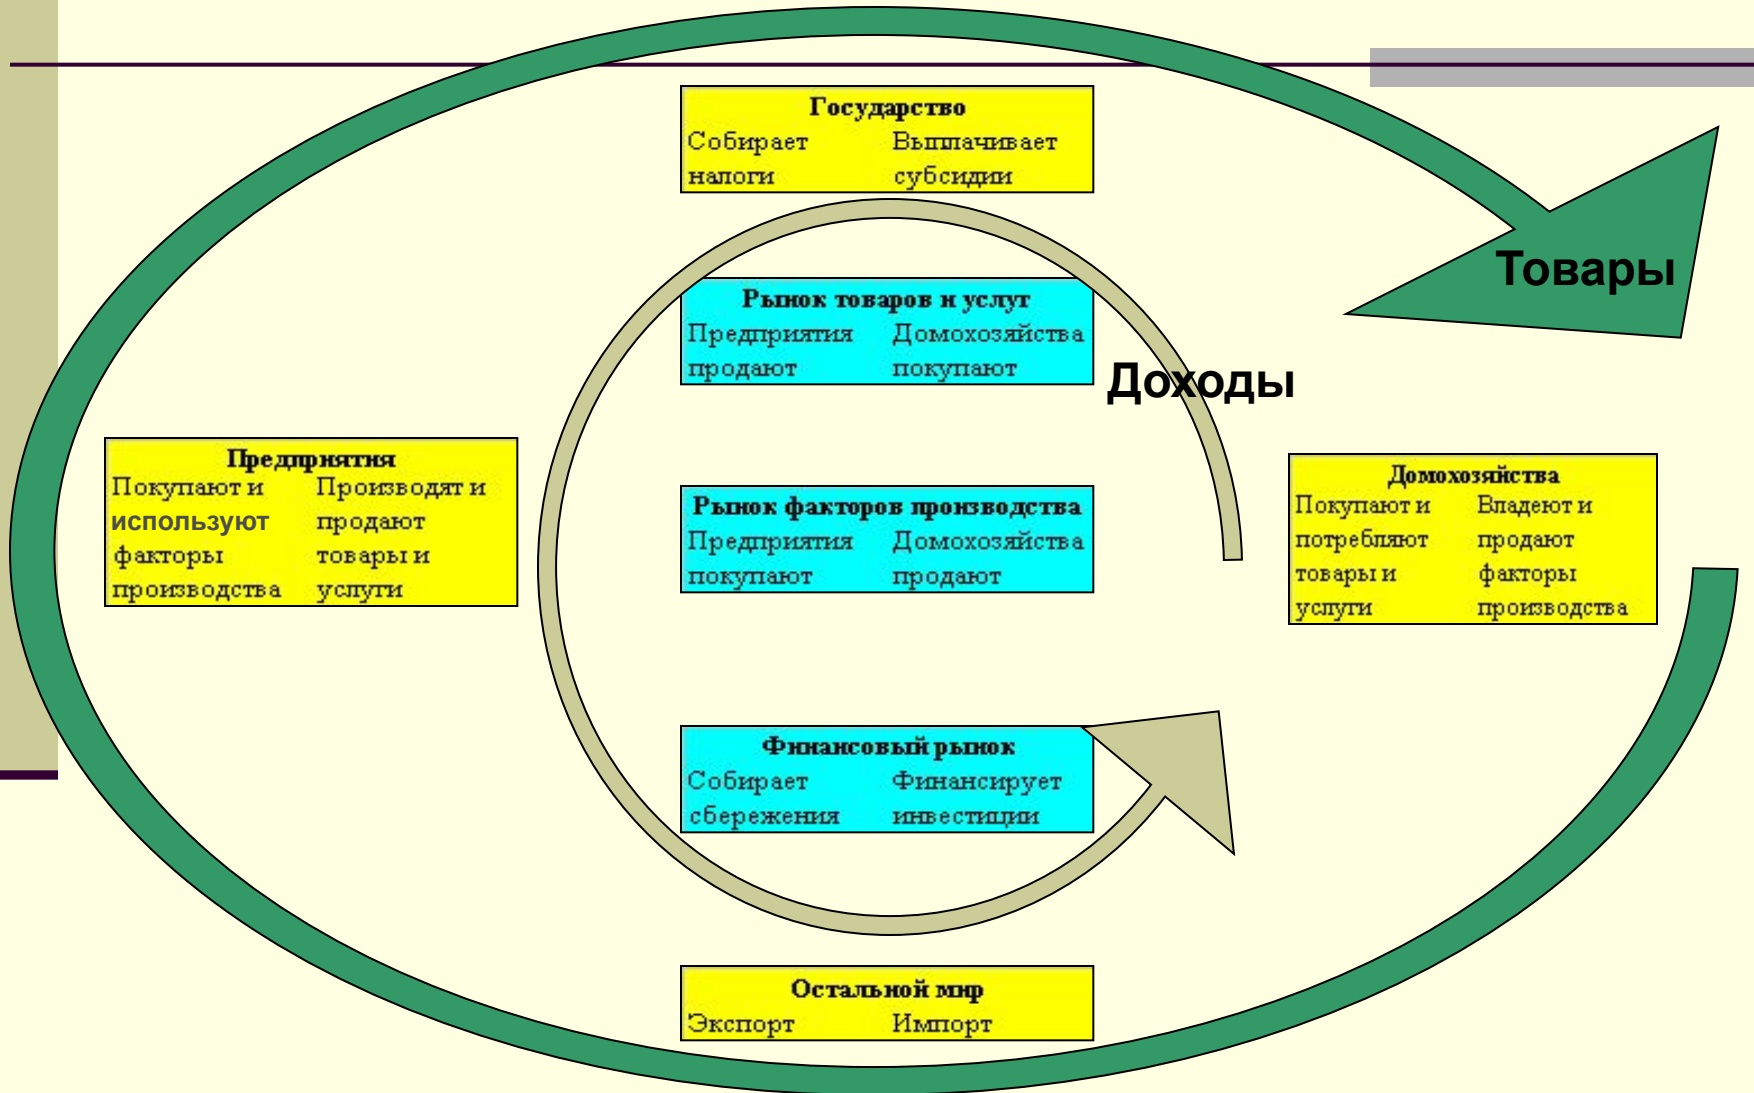 Государство
Собирает Выплачивает
налоги субсидии
Товары
Рынок товаров и услуг
Предприятия Домохозяйства
продают покупают
Доходы
Предприятия
Покупают и Производят и
используют продают
факторы товары и
производства услуги
Рынок факторов производства
Предприятия Домохозяйства
покупают продают
Домохозяйства
Покупают и Владеют и
потребляют продают
товары и факторы
услуги производства
Финансовый рынок
Собирает Финансирует
сбережения инвестиции
Остальной мир
Экспорт Импорт